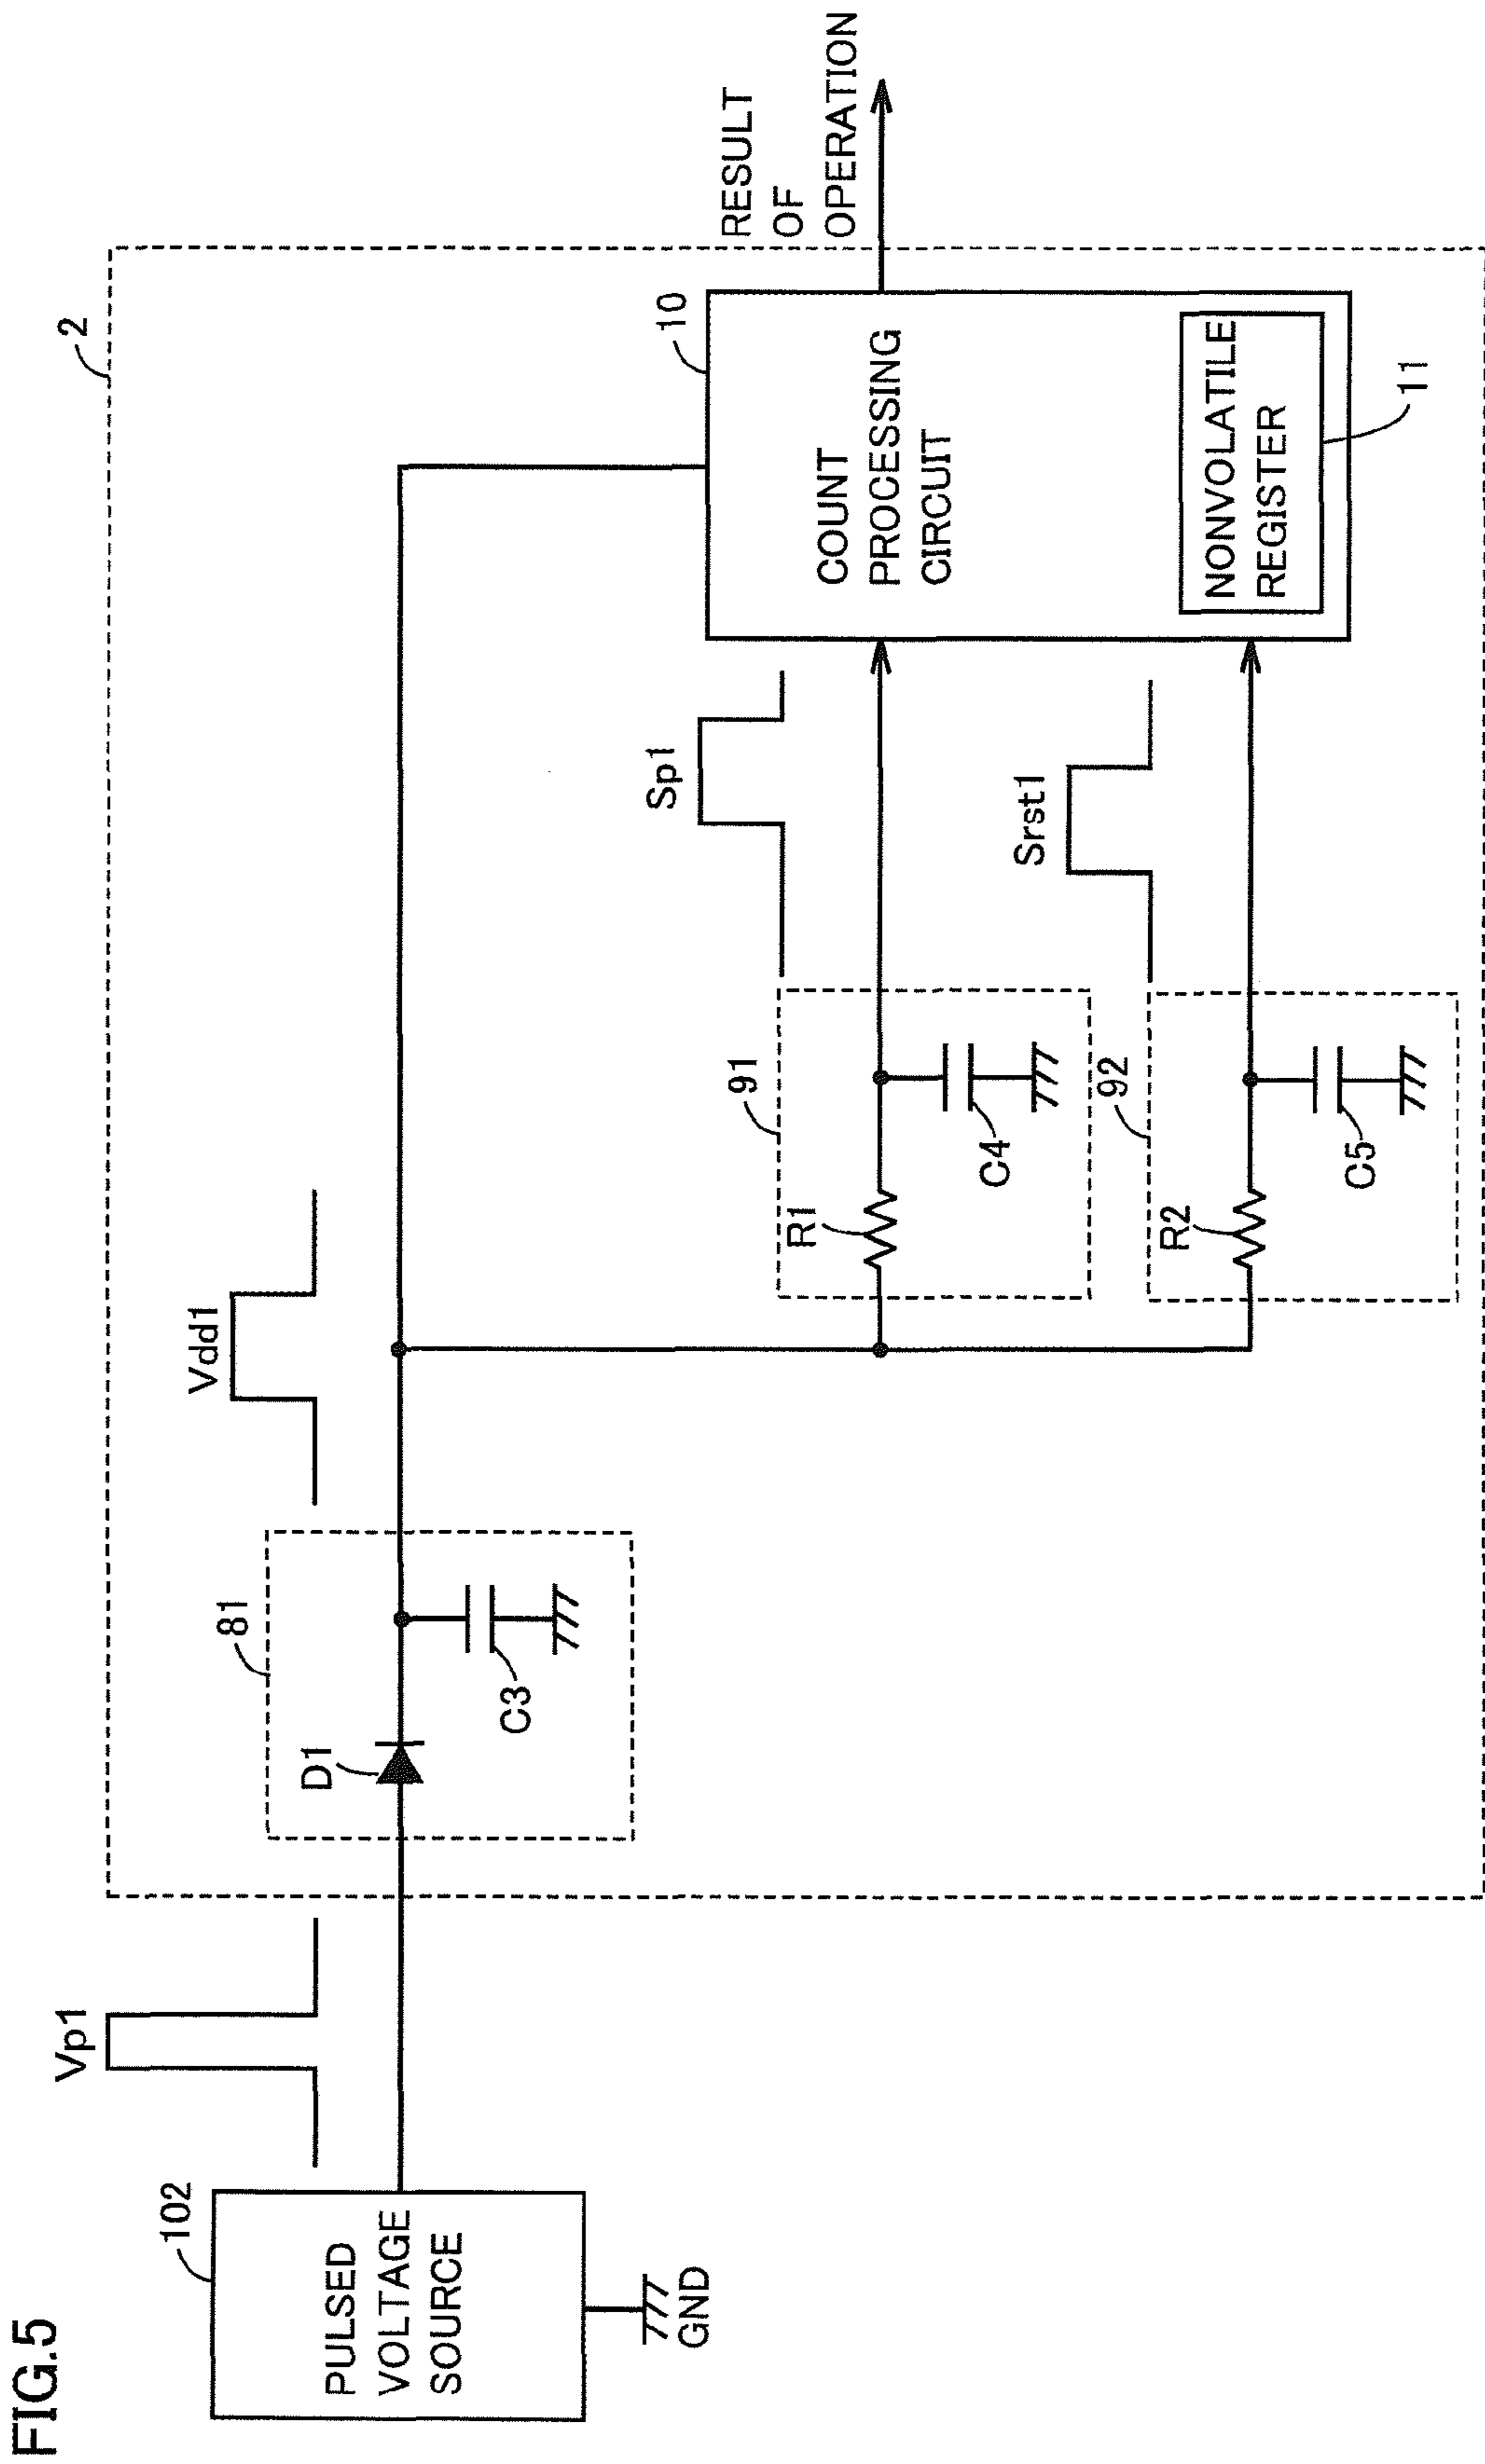 FIG.5
Vp1
102
PULSED
VOLTAGE
SOURCE
GND
2
81
D1
C3
Vdd1
91
R1
C4
Sp1
92
R2
C5
Srst1
10
COUNT
PROCESSING
CIRCUIT
NONVOLATILE
REGISTER
11
RESULT
OF
OPERATION